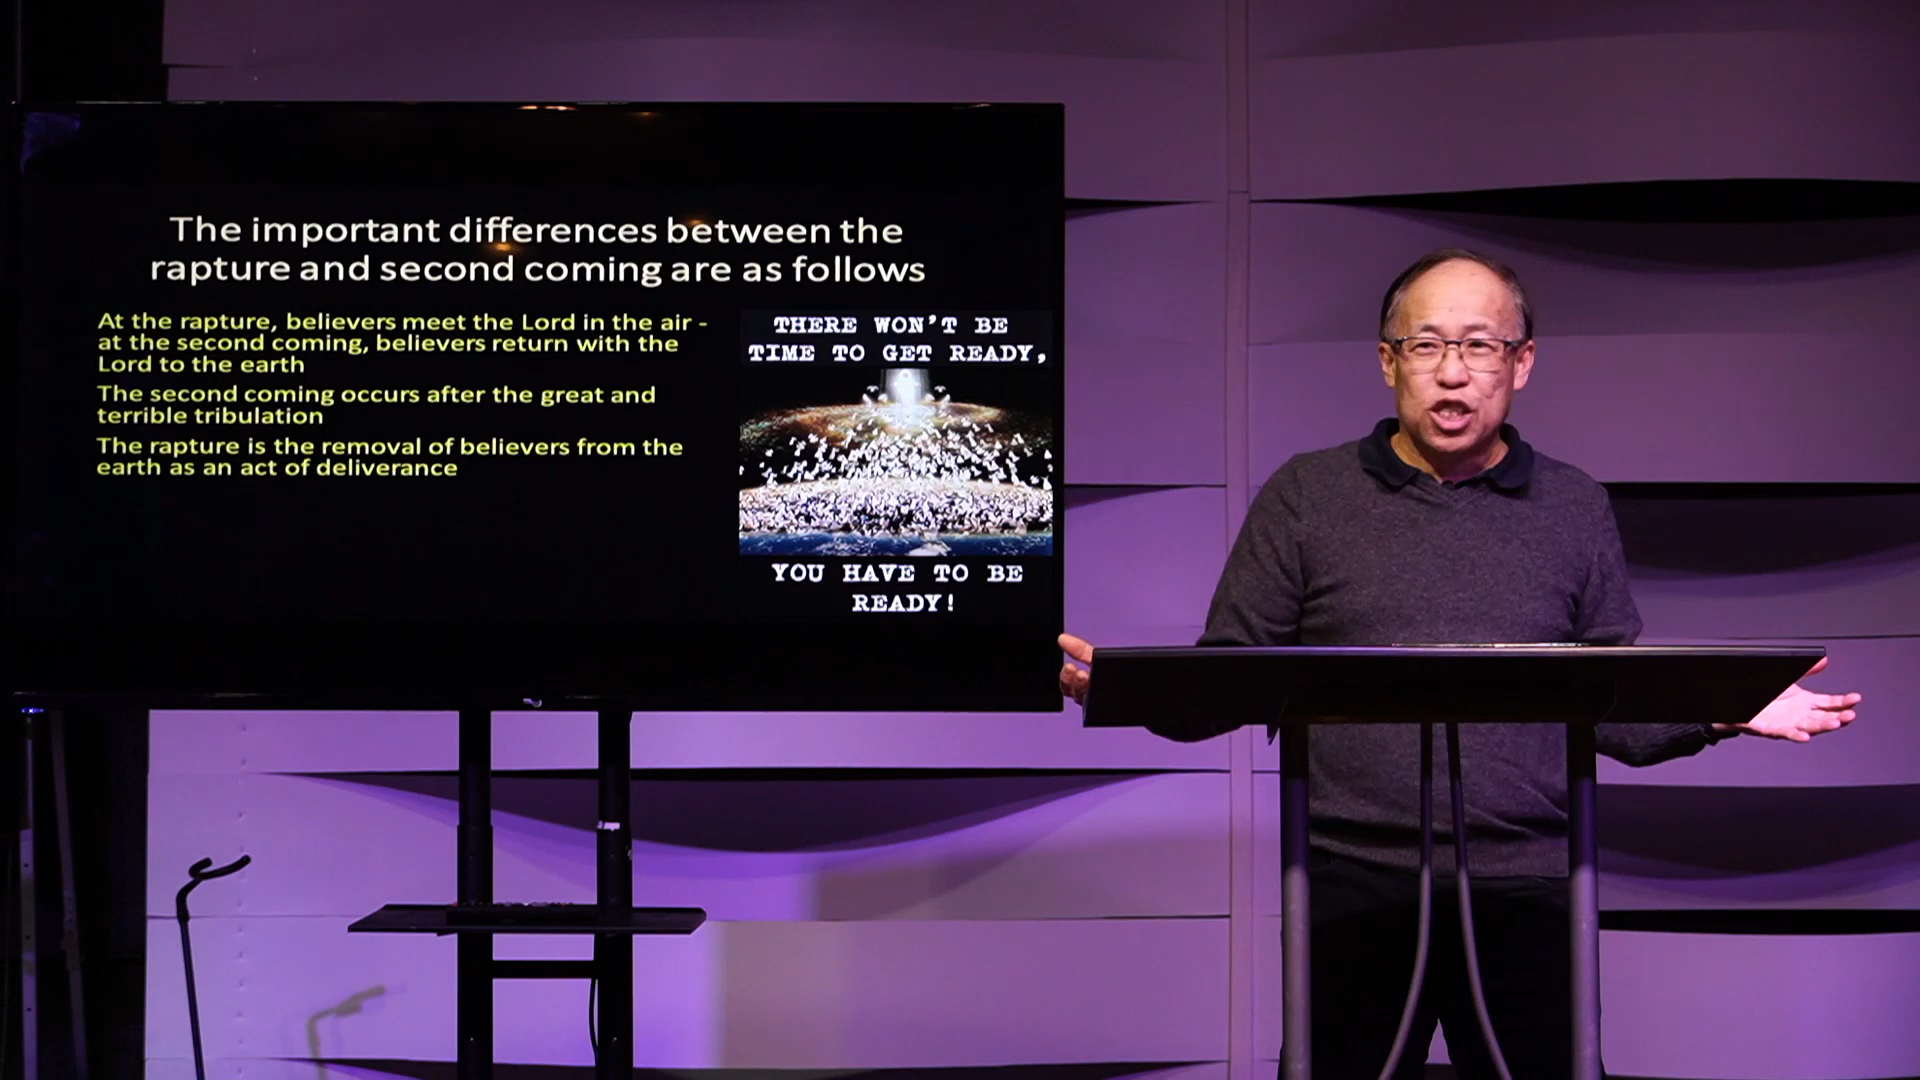 The important differences between the
rapture and second coming are as follows
At the rapture, believers meet the Lord in the air -
at the second coming, believers return with the
Lord to the earth
The second coming occurs after the great and
terrible tribulation
The rapture is the removal of believers from the
earth as an act of deliverance
THERE WON'T BE
TIME TO GET READY,
YOU HAVE TO BE
READY!